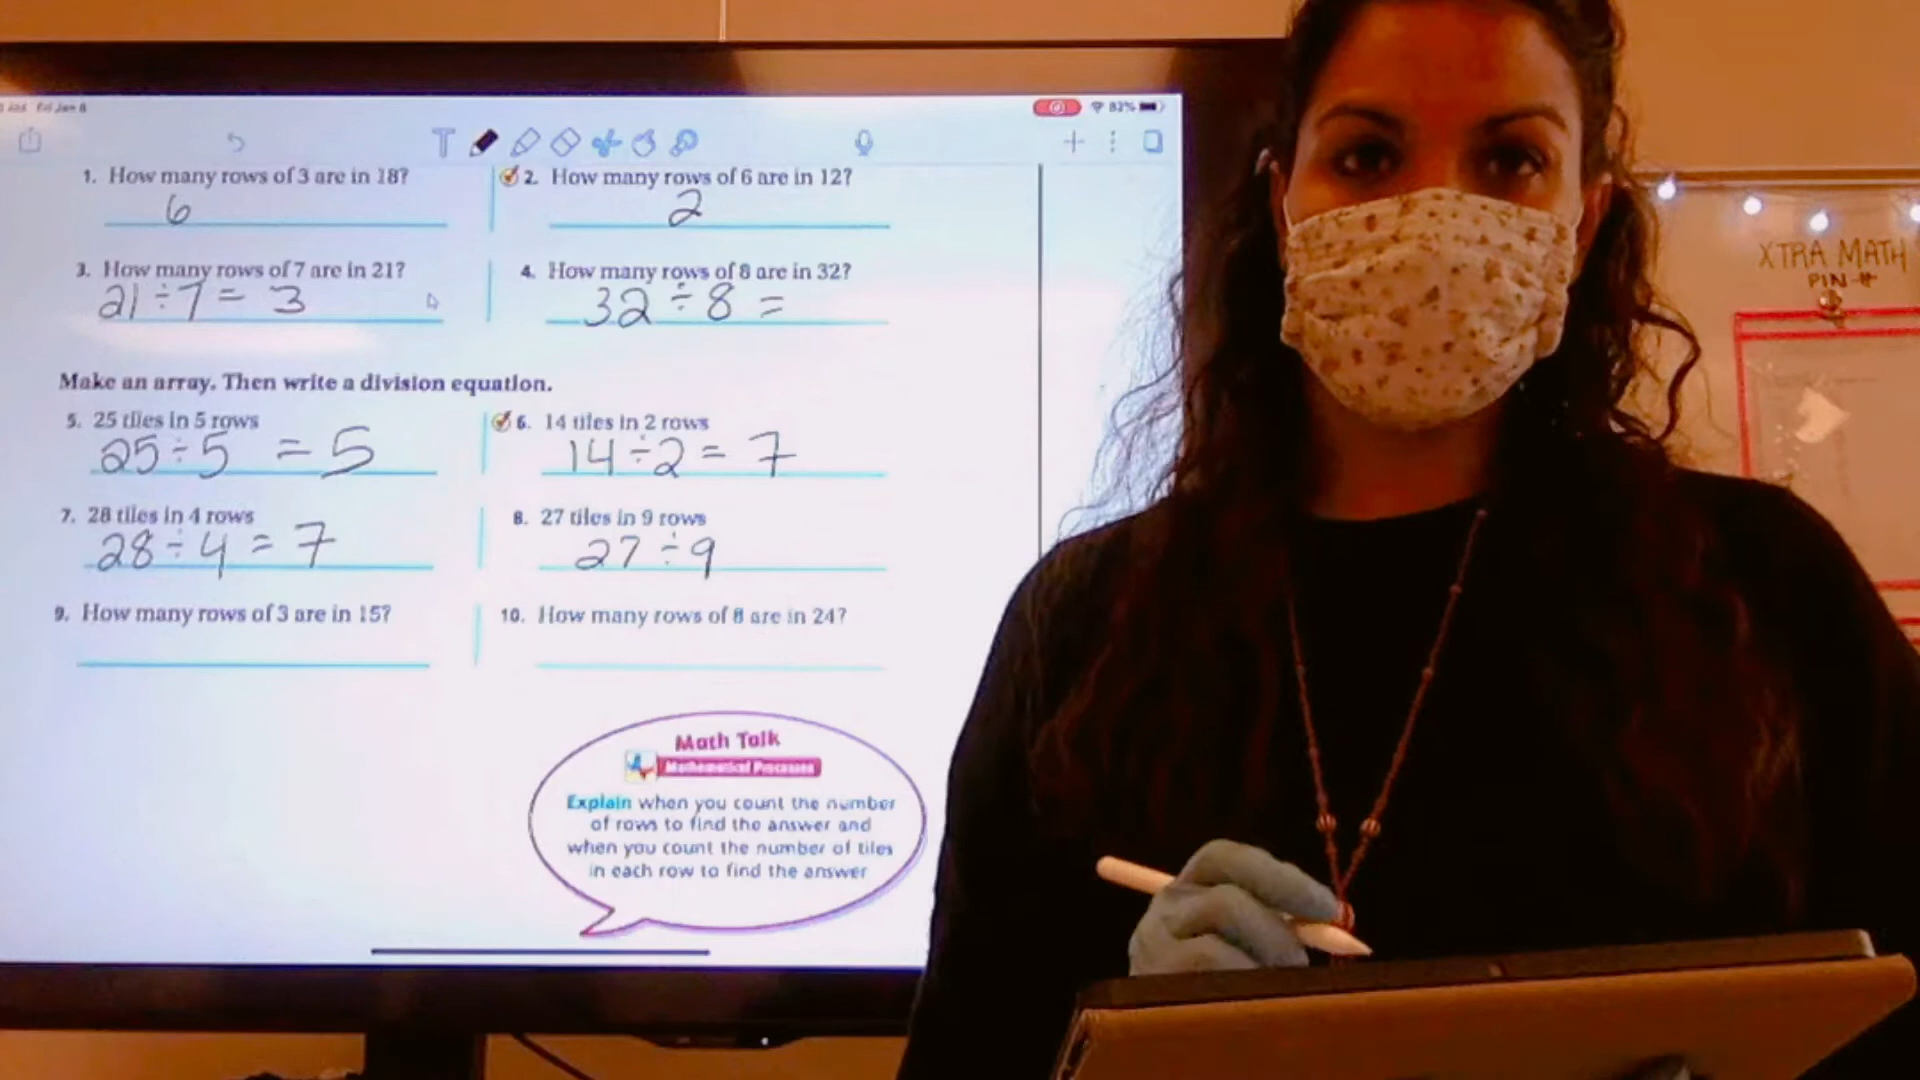 Fri Jan 8
82%
1. How many rows of 3 are in 18?
6
2. How many rows of 6 are in 12?
2
3. How many rows of 7 are in 21?
21 ÷ 7 = 3
4. How many rows of 8 are in 32?
32 ÷ 8 =
Make an array. Then write a division equation.
5. 25 tiles in 5 rows
25 ÷ 5 = 5
6. 14 tiles in 2 rows
14 ÷ 2 = 7
7. 28 tiles in 4 rows
28 ÷ 4 = 7
8. 27 tiles in 9 rows
27 ÷ 9
9. How many rows of 3 are in 15?
10. How many rows of 8 are in 24?
Math Talk
Mathematical Processes
Explain when you count the number
of rows to find the answer and
when you count the number of tiles
in each row to find the answer
XTRA MATH
PIN-#